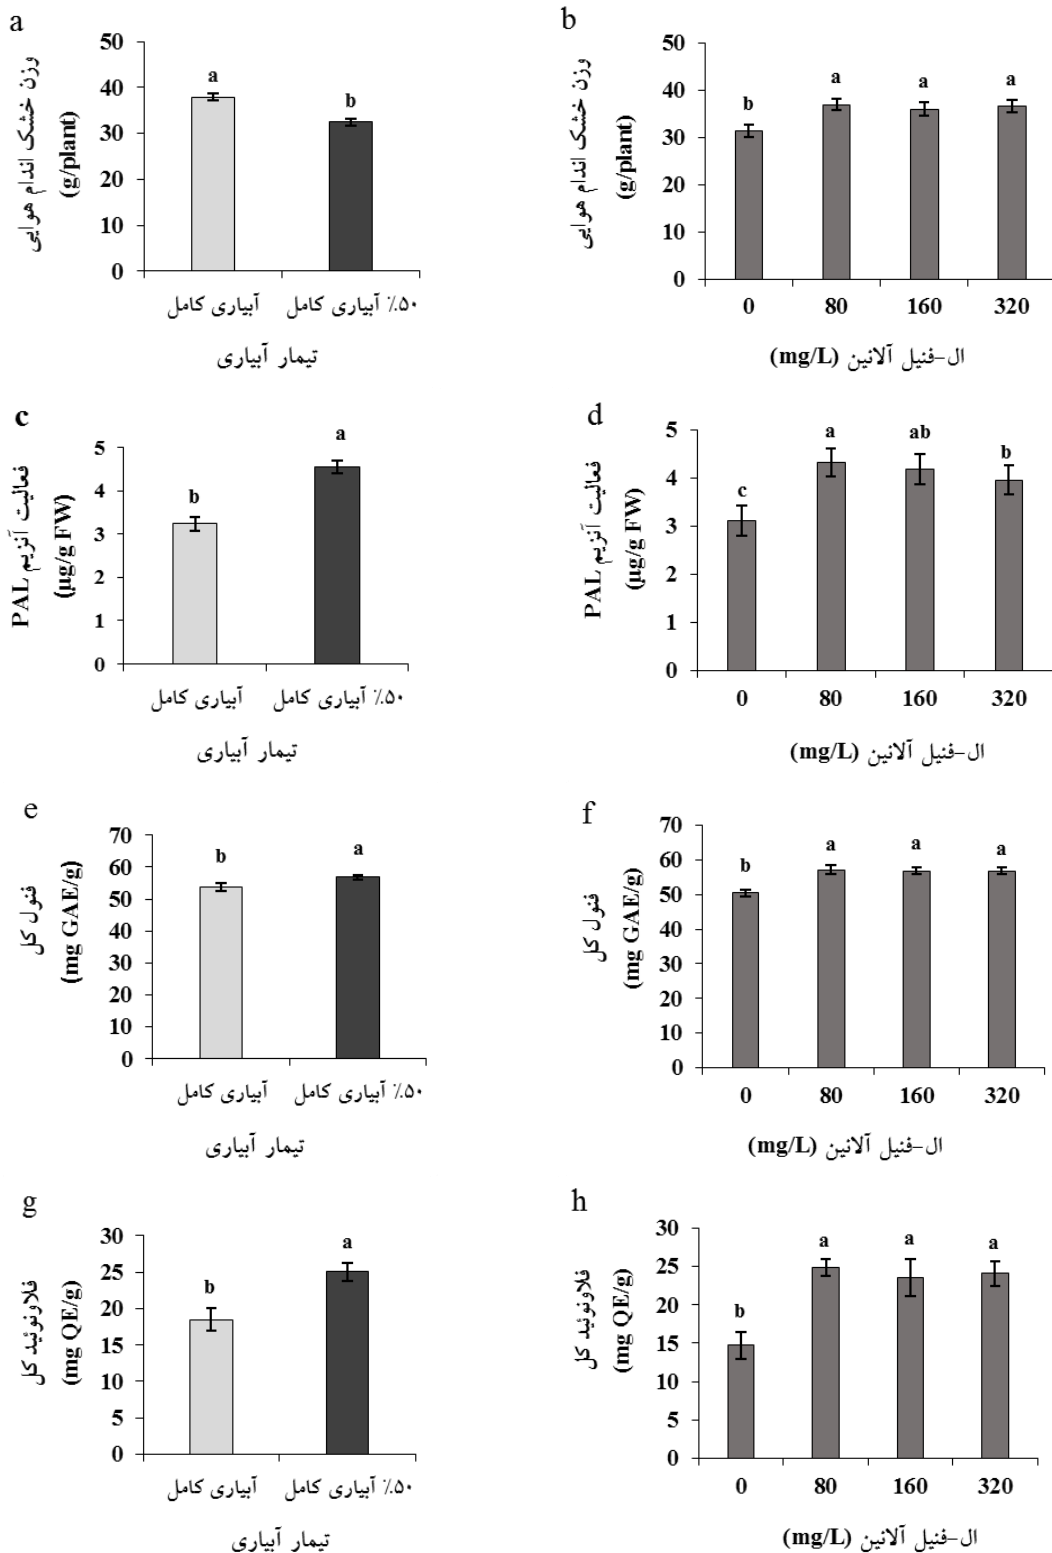 a
وزن خشک اندام هوایی
(g/plant)
50
40
30
20
10
0
a
b
آبیاری کامل
۵۰٪ آبیاری کامل
تیمار آبیاری
b
وزن خشک اندام هوایی
(g/plant)
50
40
30
20
10
0
b
a
a
a
0
80
160
320
ال-فنیل آلانین (mg/L)
c
فعالیت آنزیم PAL
(µg/g FW)
5
4
3
2
1
0
b
a
آبیاری کامل
۵۰٪ آبیاری کامل
تیمار آبیاری
d
فعالیت آنزیم PAL
(µg/g FW)
5
4
3
2
1
0
c
a
ab
b
0
80
160
320
ال-فنیل آلانین (mg/L)
e
فنول کل
(mg GAE/g)
70
60
50
40
30
20
10
0
b
a
آبیاری کامل
۵۰٪ آبیاری کامل
تیمار آبیاری
f
فنول کل
(mg GAE/g)
70
60
50
40
30
20
10
0
b
a
a
a
0
80
160
320
ال-فنیل آلانین (mg/L)
g
فلاونوئید کل
(mg QE/g)
30
25
20
15
10
5
0
b
a
آبیاری کامل
۵۰٪ آبیاری کامل
تیمار آبیاری
h
فلاونوئید کل
(mg QE/g)
30
25
20
15
10
5
0
b
a
a
a
0
80
160
320
ال-فنیل آلانین (mg/L)